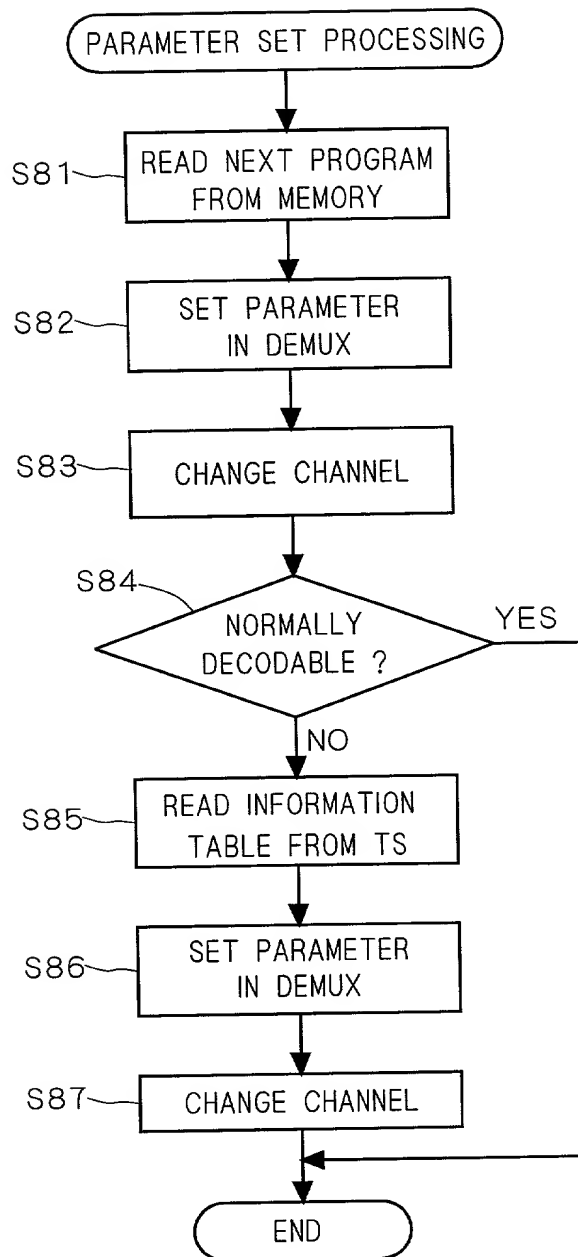 PARAMETER SET PROCESSING
S81
READ NEXT PROGRAM
FROM MEMORY
S82
SET PARAMETER
IN DEMUX
S83
CHANGE CHANNEL
S84
NORMALLY
DECODABLE ?
YES
NO
S85
READ INFORMATION
TABLE FROM TS
S86
SET PARAMETER
IN DEMUX
S87
CHANGE CHANNEL
END